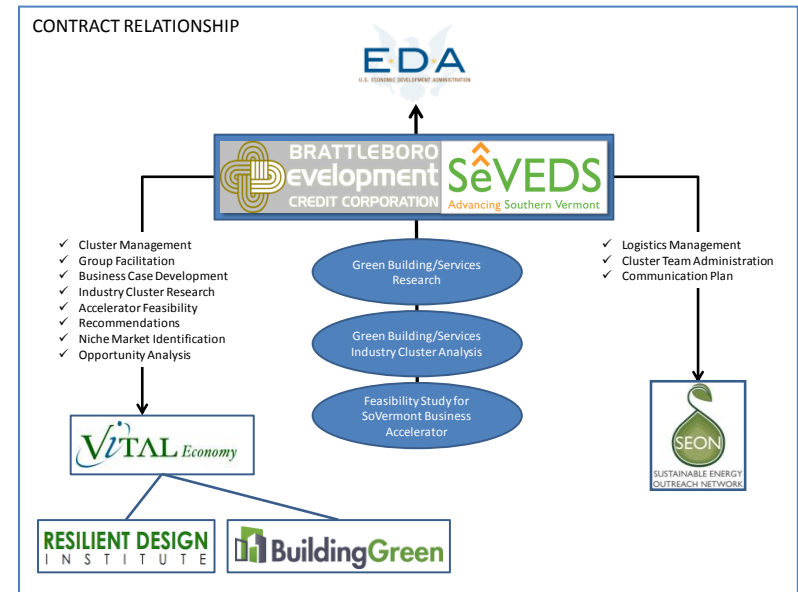 CONTRACT RELATIONSHIP
EDA
U.S. ECONOMIC DEVELOPMENT ADMINISTRATION
BRATTLEBORO
Development
CREDIT CORPORATION
SeVEDS
Advancing Southern Vermont
✓ Cluster Management
✓ Group Facilitation
✓ Business Case Development
✓ Industry Cluster Research
✓ Accelerator Feasibility
✓ Recommendations
✓ Niche Market Identification
✓ Opportunity Analysis
Green Building/Services
Research
Green Building/Services
Industry Cluster Analysis
Feasibility Study for
SoVermont Business
Accelerator
✓ Logistics Management
✓ Cluster Team Administration
✓ Communication Plan
ViTAL Economy
SEON
SUSTAINABLE ENERGY
OUTREACH NETWORK
RESILIENT DESIGN
INSTITUTE
BuildingGreen